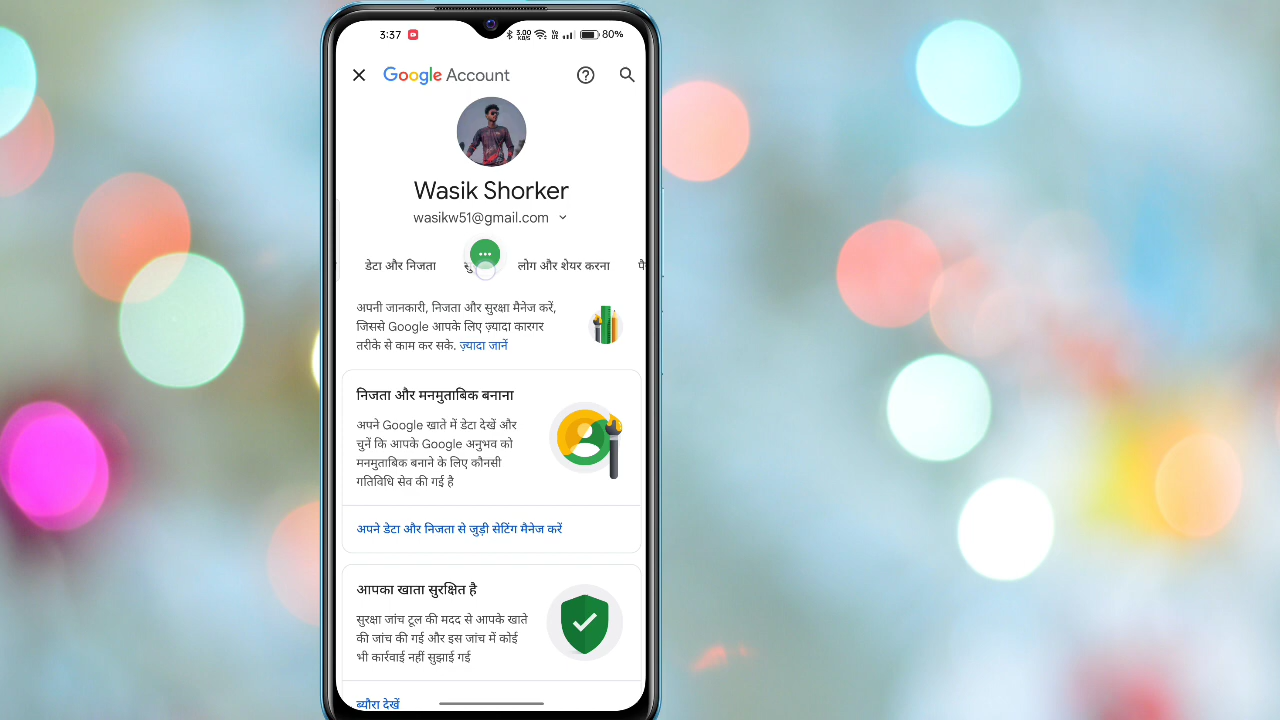 3:37
3.00 KB/S
80%
Google Account
Wasik Shorker
wasikw51@gmail.com
डेटा और निजता
लोग और शेयर करना
अपनी जानकारी, निजता और सुरक्षा मैनेज करें,
जिससे Google आपके लिए ज़्यादा कारगर
तरीके से काम कर सके. ज़्यादा जानें
निजता और मनमुताबिक बनाना
अपने Google खाते में डेटा देखें और
चुनें कि आपके Google अनुभव को
मनमुताबिक बनाने के लिए कौनसी
गतिविधि सेव की गई है
अपने डेटा और निजता से जुड़ी सेटिंग मैनेज करें
आपका खाता सुरक्षित है
सुरक्षा जांच टूल की मदद से आपके खाते
की जांच की गई और इस जांच में कोई
भी कार्रवाई नहीं सुझाई गई
ब्यौरा देखें